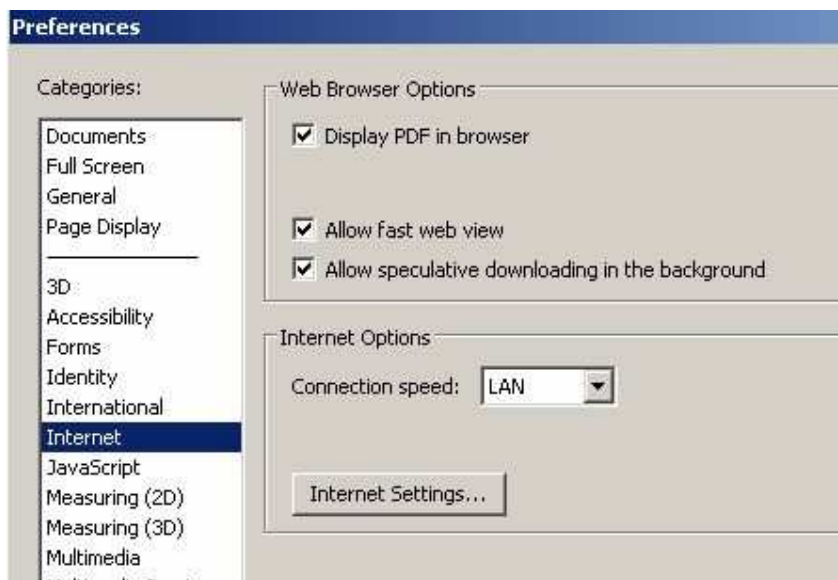 Preferences
Categories:
Documents
Full Screen
General
Page Display
3D
Accessibility
Forms
Identity
International
Internet
JavaScript
Measuring (2D)
Measuring (3D)
Multimedia
Web Browser Options
Display PDF in browser
Allow fast web view
Allow speculative downloading in the background
Internet Options
Connection speed: LAN
Internet Settings...